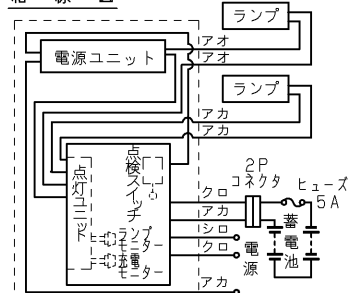 結 線 図
ランプ
アオ
アオ
電源ユニット
ランプ
アカ
アカ
点灯ユニット
点検スイッチ
ランプモニター
充電モニター
クロ
アカ
シロ
クロ
アカ
2P
コネクタ
ヒューズ
5A
蓄電池
電源